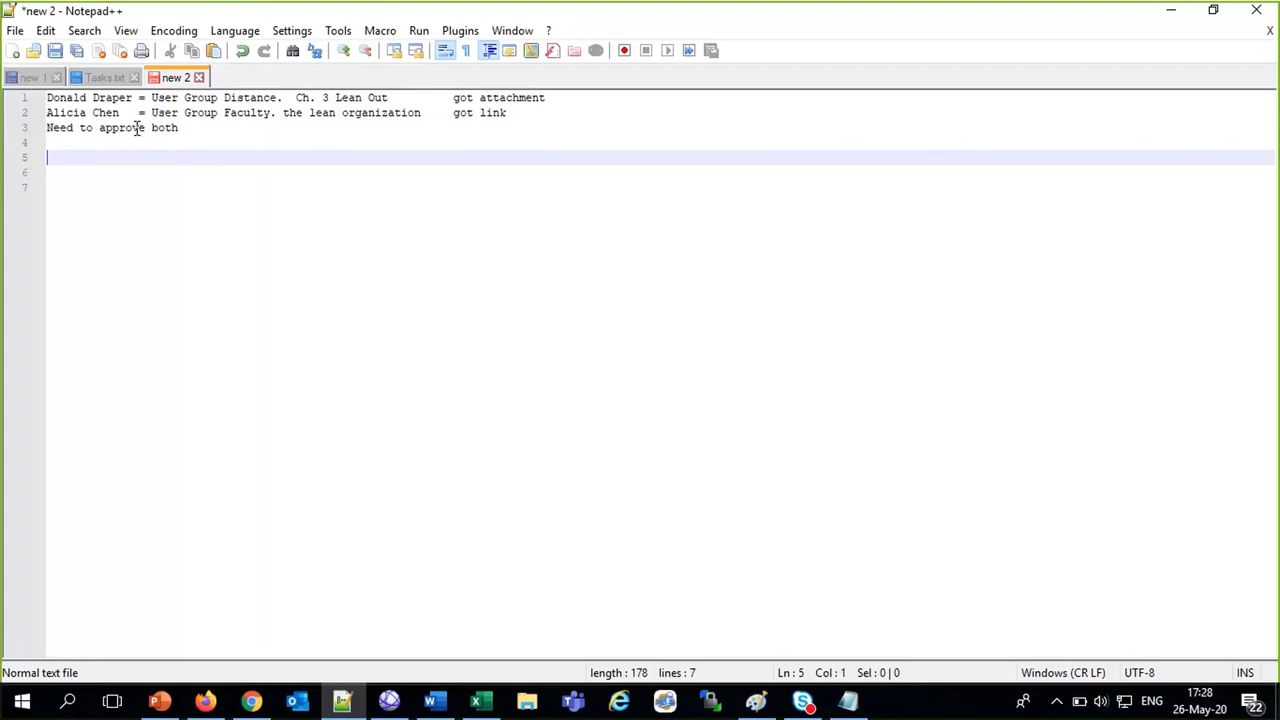 *new 2 - Notepad++
File Edit Search View Encoding Language Settings Tools Macro Run Plugins Window ? X
new 1 Tasks.txt new 2
1 Donald Draper = User Group Distance. Ch. 3 Lean Out got attachment
2 Alicia Chen = User Group Faculty. the lean organization got link
3 Need to approve both
4
5
6
7
Normal text file length : 178 lines : 7 Ln : 5 Col : 1 Sel : 0 | 0 Windows (CR LF) UTF-8 INS
ENG 17:28
26-May-20 22